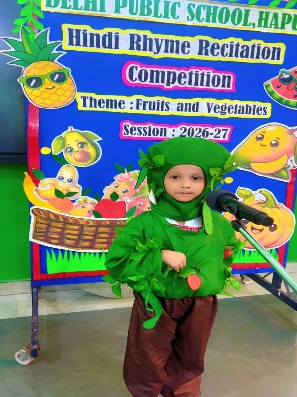 DELHI PUBLIC SCHOOL, HAPU
Hindi Rhyme Recitation
Competition
Theme : Fruits and Vegetables
Session : 2026-27